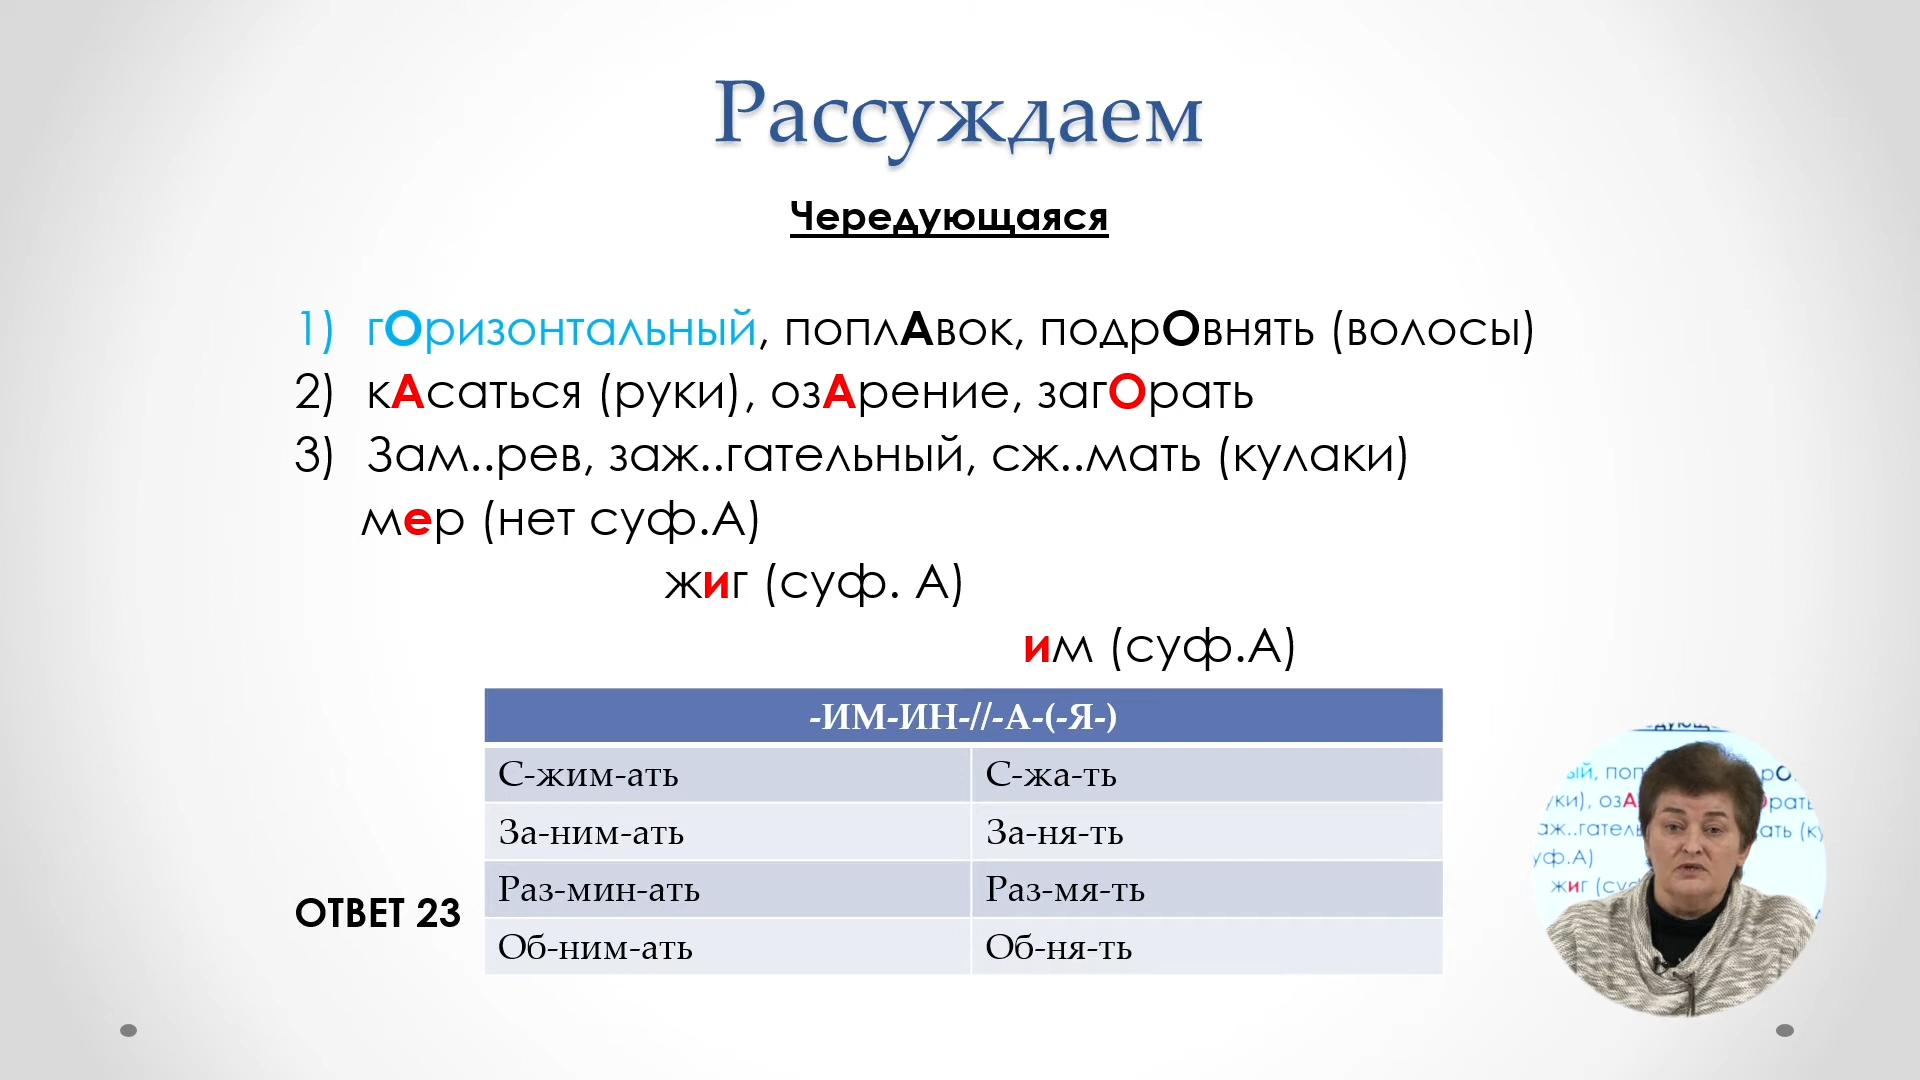 Рассуждаем
Чередующаяся
1) гОризонтальный, поплАвок, подрОвнять (волосы)
2) кАсаться (руки), озАрение, загОрать
3) Зам..рев, заж..гательный, сж..мать (кулаки)
мер (нет суф.А)
жиг (суф. А)
им (суф.А)
-ИМ-ИН-//-А-(-Я-)
С-жим-ать С-жа-ть
За-ним-ать За-ня-ть
Раз-мин-ать Раз-мя-ть
Об-ним-ать Об-ня-ть
ОТВЕТ 23